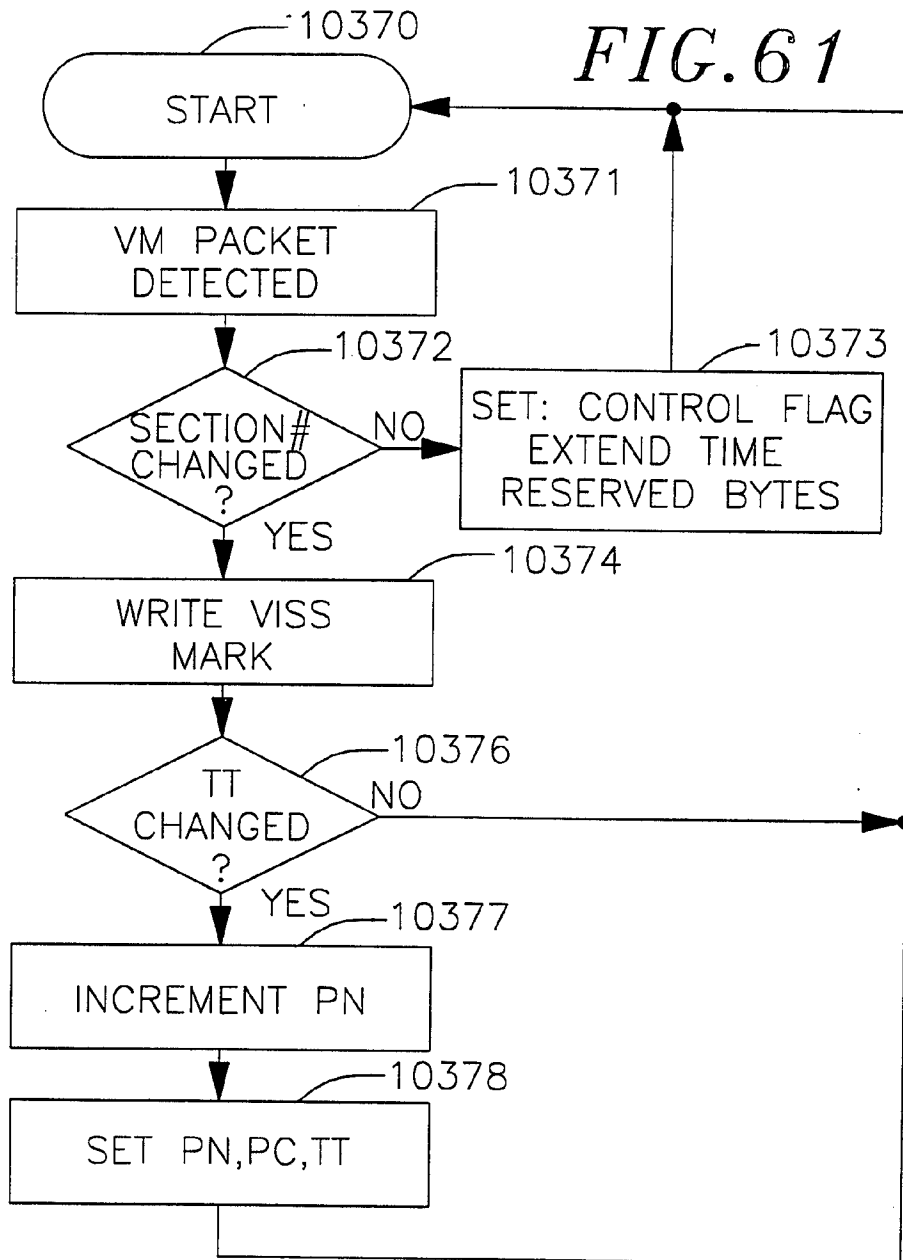 10370
FIG.61
START
10371
VM PACKET
DETECTED
10372
SECTION#
CHANGED
?
NO
YES
10373
SET: CONTROL FLAG
EXTEND TIME
RESERVED BYTES
10374
WRITE VISS
MARK
10376
TT
CHANGED
?
NO
YES
10377
INCREMENT PN
10378
SET PN,PC,TT